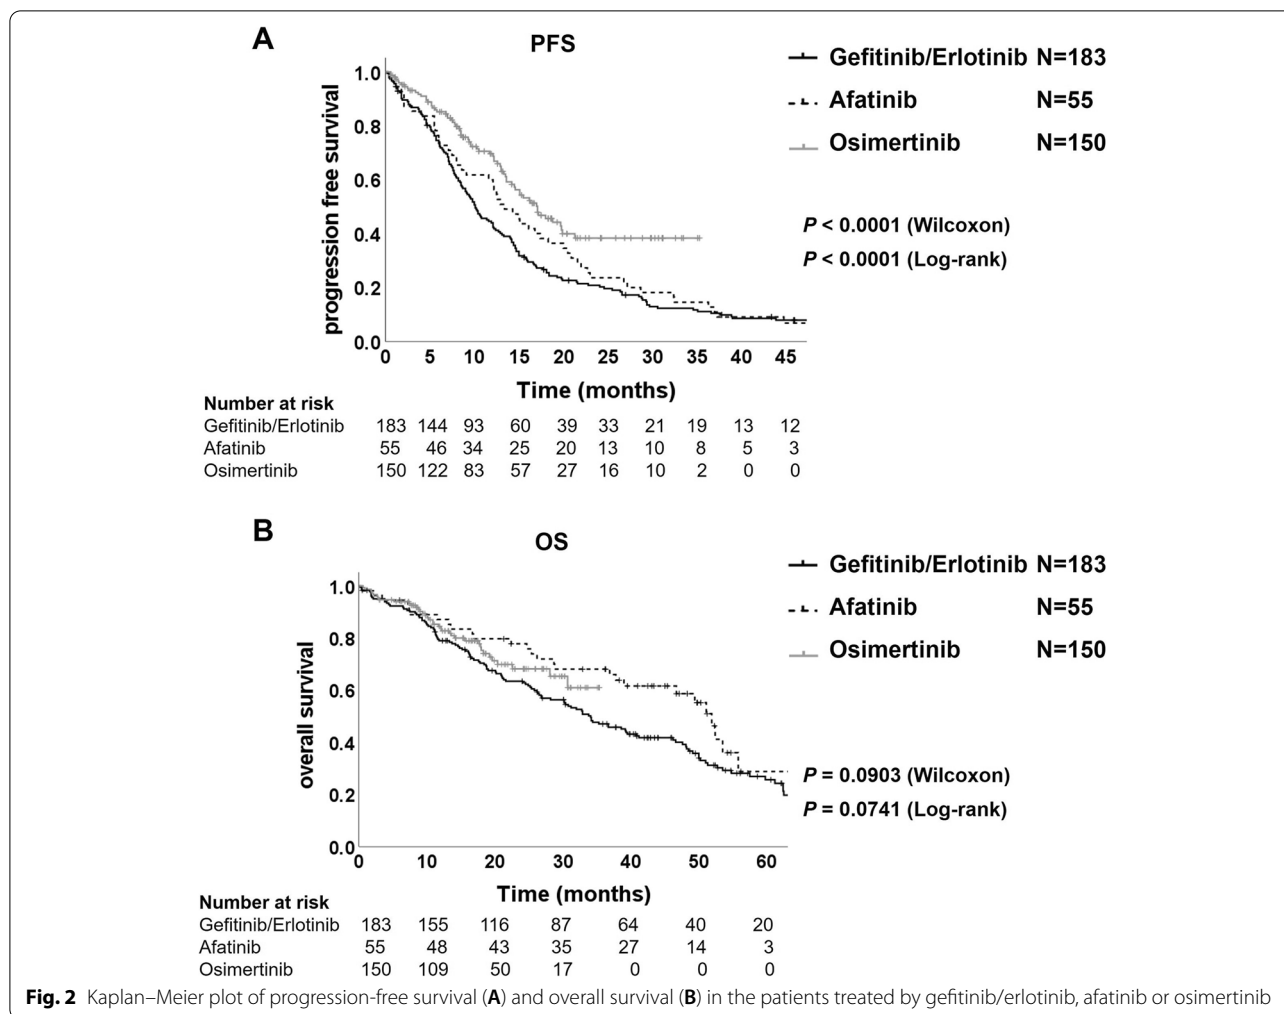 A
PFS
Gefitinib/Erlotinib N=183
Afatinib N=55
Osimertinib N=150
P < 0.0001 (Wilcoxon)
P < 0.0001 (Log-rank)
progression free survival
1.0
0.8
0.6
0.4
0.2
0.0
0 5 10 15 20 25 30 35 40 45
Time (months)
Number at risk
Gefitinib/Erlotinib 183 144 93 60 39 33 21 19 13 12
Afatinib 55 46 34 25 20 13 10 8 5 3
Osimertinib 150 122 83 57 27 16 10 2 0 0
B
OS
Gefitinib/Erlotinib N=183
Afatinib N=55
Osimertinib N=150
P = 0.0903 (Wilcoxon)
P = 0.0741 (Log-rank)
overall survival
1.0
0.8
0.6
0.4
0.2
0.0
0 10 20 30 40 50 60
Time (months)
Number at risk
Gefitinib/Erlotinib 183 155 116 87 64 40 20
Afatinib 55 48 43 35 27 14 3
Osimertinib 150 109 50 17 0 0 0
Fig. 2 Kaplan–Meier plot of progression-free survival (A) and overall survival (B) in the patients treated by gefitinib/erlotinib, afatinib or osimertinib